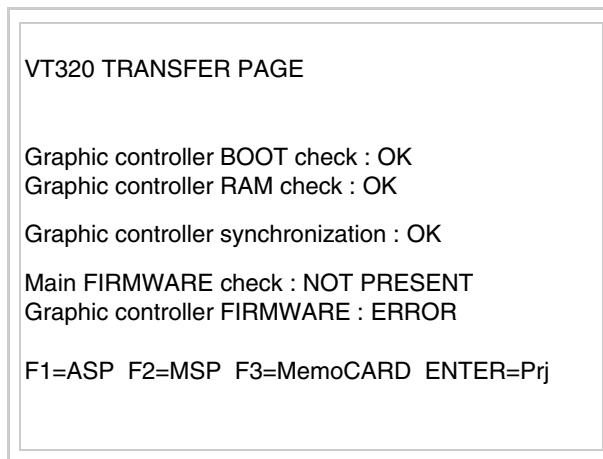 VT320 TRANSFER PAGE
Graphic controller BOOT check : OK
Graphic controller RAM check : OK
Graphic controller synchronization : OK
Main FIRMWARE check : NOT PRESENT
Graphic controller FIRMWARE : ERROR
F1=ASP F2=MSP F3=MemoCARD ENTER=Prj